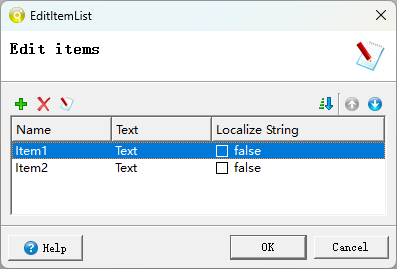 EditItemList
Edit items
Name Text Localize String
Item1 Text false
Item2 Text false
Help OK Cancel